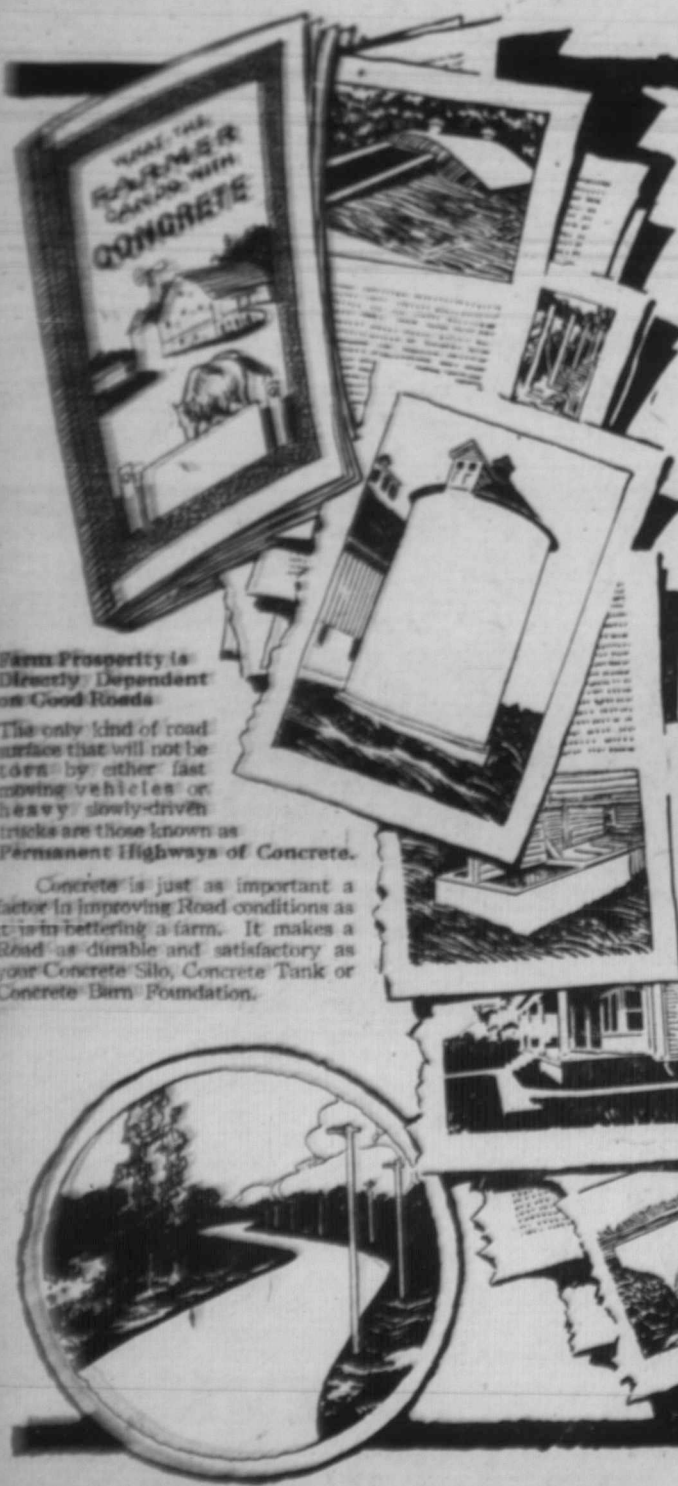 WHAT THE
FARMER
CAN DO WITH
CONCRETE
Farm Prosperity is
Directly Dependent
on Good Roads
The only kind of road
surface that will not be
torn by either fast
moving vehicles or
heavy slowly-driven
trucks are those known as
Permanent Highways of Concrete.
Concrete is just as important a
factor in improving Road conditions as
it is in bettering a farm. It makes a
Road as durable and satisfactory as
your Concrete Silo, Concrete Tank or
Concrete Barn Foundation.